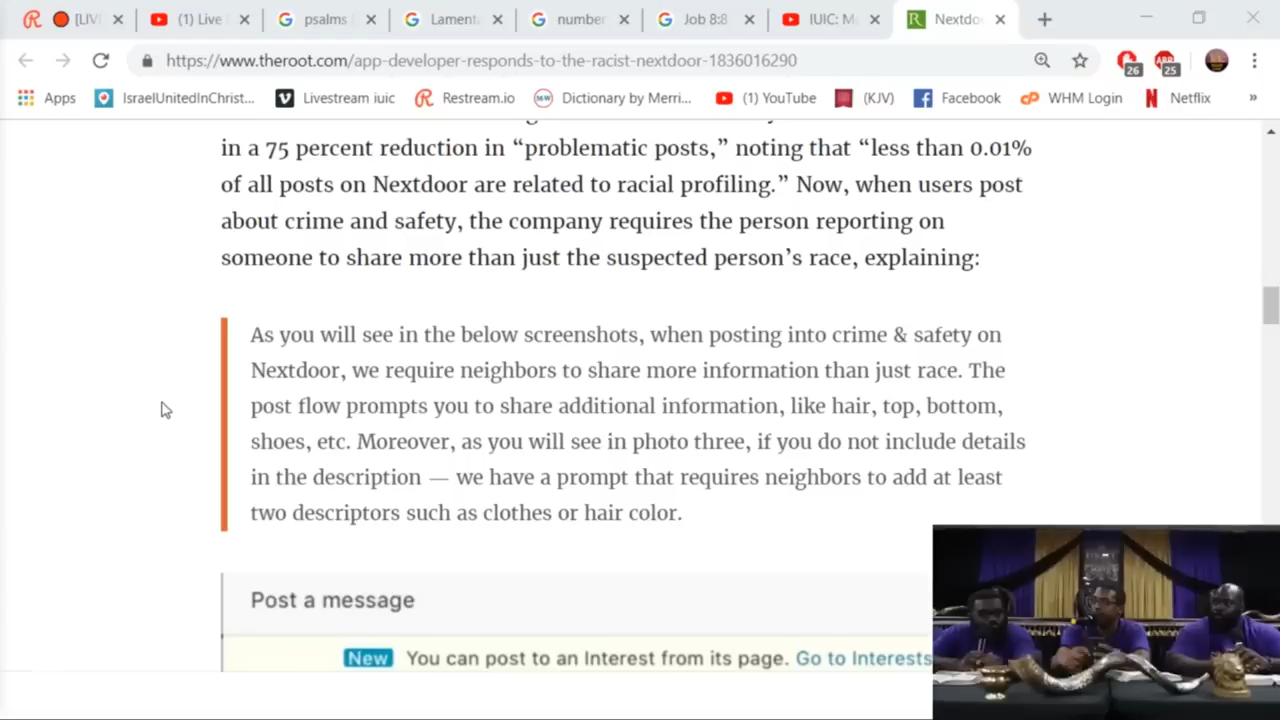 [LIV
(1) Live
psalms
Lament
number
Job 8:8
IUIC: M
Nextdo
https://www.theroot.com/app-developer-responds-to-the-racist-nextdoor-1836016290
26
25
Apps
IsraelUnitedInChrist...
Livestream iuic
Restream.io
Dictionary by Merri...
(1) YouTube
(KJV)
Facebook
WHM Login
Netflix
»
in a 75 percent reduction in “problematic posts,” noting that “less than 0.01%
of all posts on Nextdoor are related to racial profiling.” Now, when users post
about crime and safety, the company requires the person reporting on
someone to share more than just the suspected person’s race, explaining:
As you will see in the below screenshots, when posting into crime & safety on
Nextdoor, we require neighbors to share more information than just race. The
post flow prompts you to share additional information, like hair, top, bottom,
shoes, etc. Moreover, as you will see in photo three, if you do not include details
in the description — we have a prompt that requires neighbors to add at least
two descriptors such as clothes or hair color.
Post a message
New You can post to an Interest from its page. Go to Interests